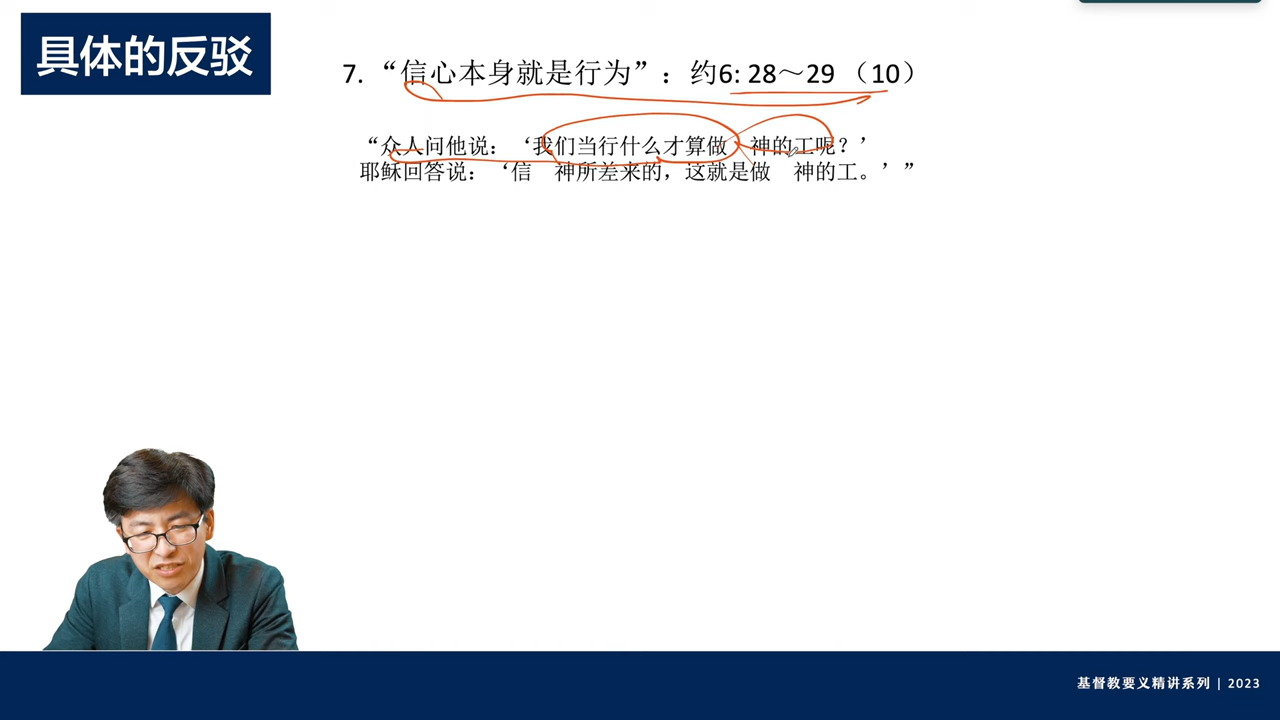 具体的反驳
7. “信心本身就是行为”：约6: 28～29 （10）
“众人问他说：‘我们当行什么才算做　神的工呢？’
耶稣回答说：‘信　神所差来的，这就是做　神的工。’ ”
基督教要义精讲系列 | 2023